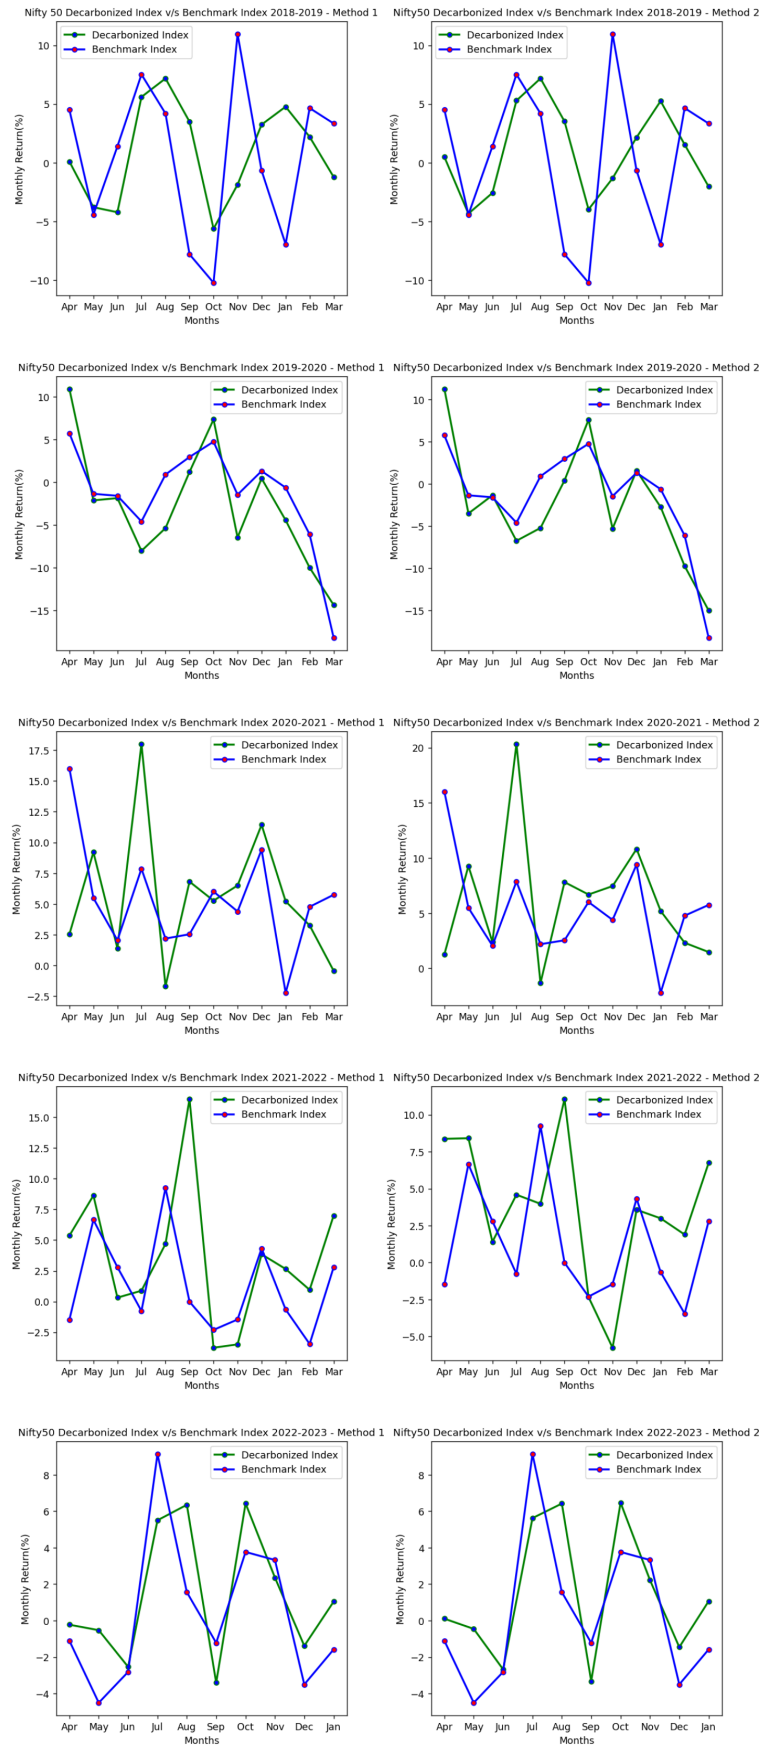 Nifty 50 Decarbonized Index v/s Benchmark Index 2018-2019 - Method 1
Decarbonized Index
Benchmark Index
10
5
0
−5
−10
Monthly Return(%)
Apr May Jun Jul Aug Sep Oct Nov Dec Jan Feb Mar
Months
Nifty 50 Decarbonized Index v/s Benchmark Index 2018-2019 - Method 2
Decarbonized Index
Benchmark Index
10
5
0
−5
−10
Monthly Return(%)
Apr May Jun Jul Aug Sep Oct Nov Dec Jan Feb Mar
Months
Nifty50 Decarbonized Index v/s Benchmark Index 2019-2020 - Method 1
Decarbonized Index
Benchmark Index
10
5
0
−5
−10
−15
Monthly Return(%)
Apr May Jun Jul Aug Sep Oct Nov Dec Jan Feb Mar
Months
Nifty50 Decarbonized Index v/s Benchmark Index 2019-2020 - Method 2
Decarbonized Index
Benchmark Index
10
5
0
−5
−10
−15
Monthly Return(%)
Apr May Jun Jul Aug Sep Oct Nov Dec Jan Feb Mar
Months
Nifty50 Decarbonized Index v/s Benchmark Index 2020-2021 - Method 1
Decarbonized Index
Benchmark Index
17.5
15.0
12.5
10.0
7.5
5.0
2.5
0.0
−2.5
Monthly Return(%)
Apr May Jun Jul Aug Sep Oct Nov Dec Jan Feb Mar
Months
Nifty50 Decarbonized Index v/s Benchmark Index 2020-2021 - Method 2
Decarbonized Index
Benchmark Index
20
15
10
5
0
Monthly Return(%)
Apr May Jun Jul Aug Sep Oct Nov Dec Jan Feb Mar
Months
Nifty50 Decarbonized Index v/s Benchmark Index 2021-2022 - Method 1
Decarbonized Index
Benchmark Index
15.0
12.5
10.0
7.5
5.0
2.5
0.0
−2.5
Monthly Return(%)
Apr May Jun Jul Aug Sep Oct Nov Dec Jan Feb Mar
Months
Nifty50 Decarbonized Index v/s Benchmark Index 2021-2022 - Method 2
Decarbonized Index
Benchmark Index
10.0
7.5
5.0
2.5
0.0
−2.5
−5.0
Monthly Return(%)
Apr May Jun Jul Aug Sep Oct Nov Dec Jan Feb Mar
Months
Nifty50 Decarbonized Index v/s Benchmark Index 2022-2023 - Method 1
Decarbonized Index
Benchmark Index
8
6
4
2
0
−2
−4
Monthly Return(%)
Apr May Jun Jul Aug Sep Oct Nov Dec Jan
Months
Nifty50 Decarbonized Index v/s Benchmark Index 2022-2023 - Method 2
Decarbonized Index
Benchmark Index
8
6
4
2
0
−2
−4
Monthly Return(%)
Apr May Jun Jul Aug Sep Oct Nov Dec Jan
Months